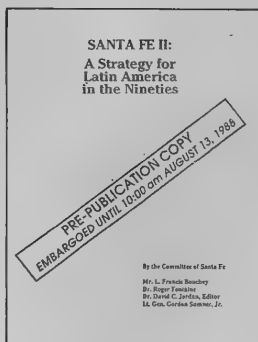 SANTA FE II:
A Strategy for
Latin America
in the Nineties
PRE-PUBLICATION COPY
EMBARGOED UNTIL 10:00 am AUGUST 13, 1988
By the Committee of Santa Fe
Mr. L. Francis Bouchey
Dr. Roger Fontaine
Dr. David C. Jordan, Editor
Lt. Gen. Gordon Sumner, Jr.